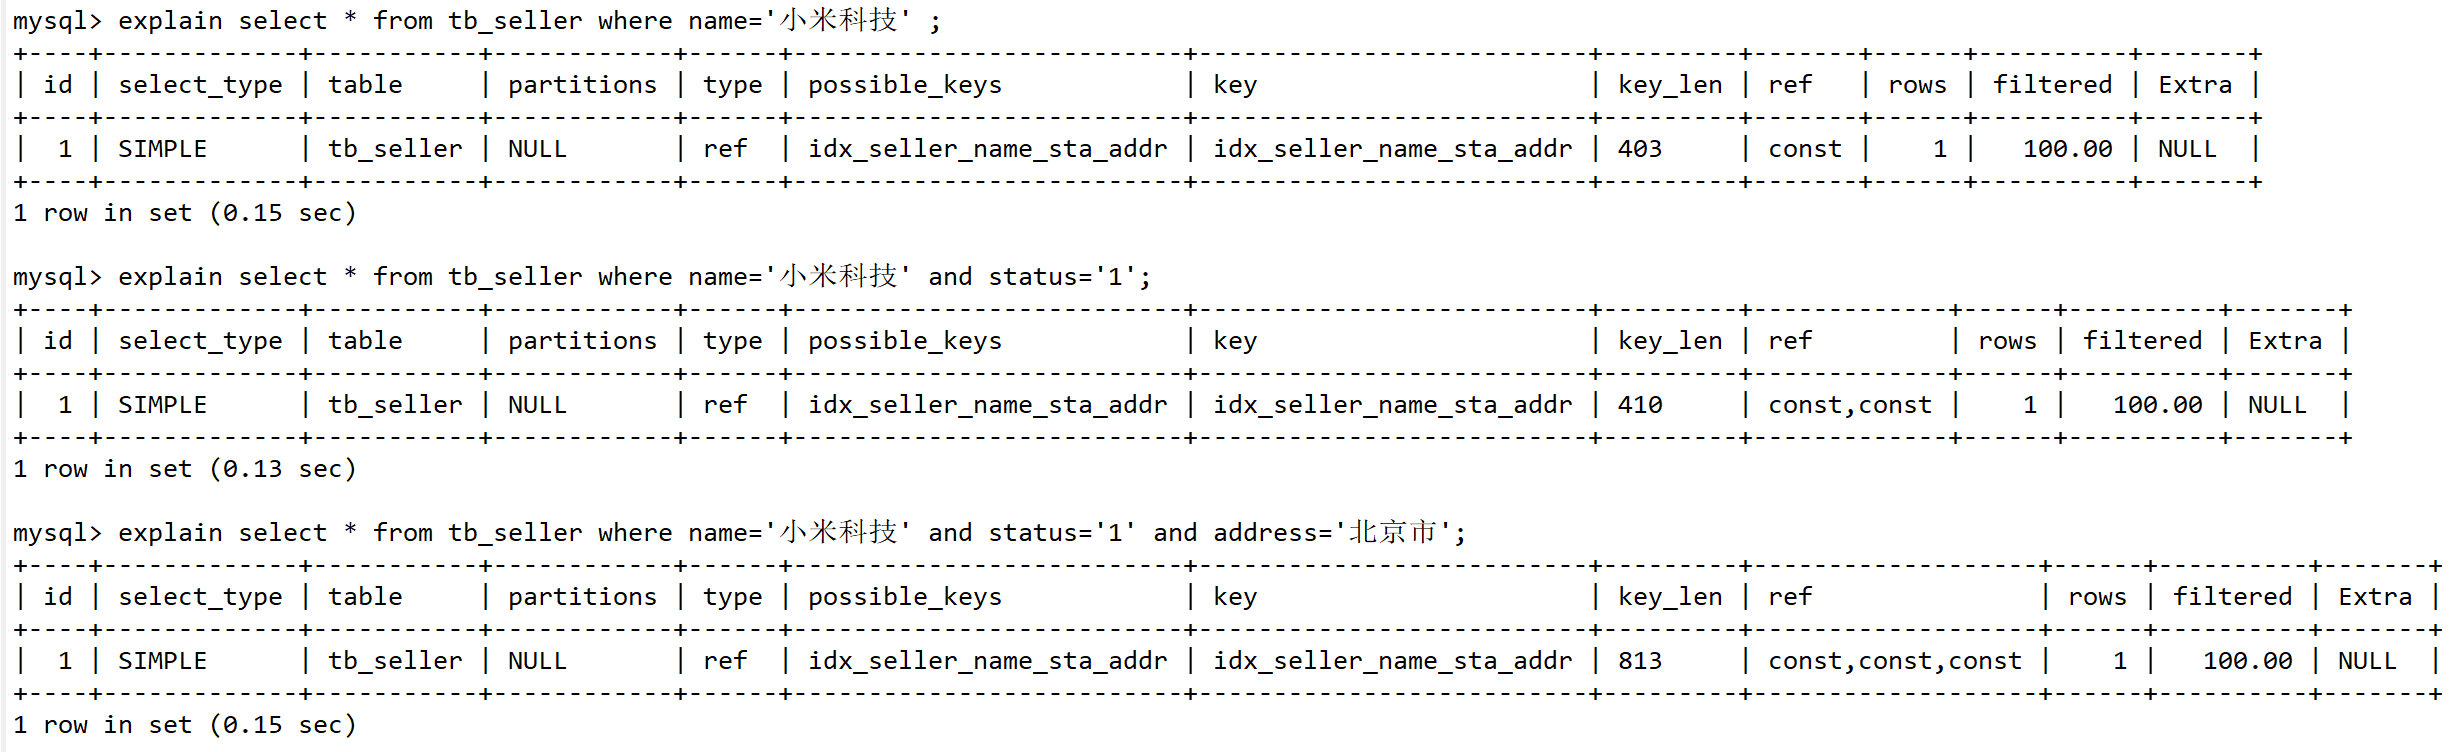 mysql> explain select * from tb_seller where name='小米科技' ;
+----+-------------+-----------+------------+------+--------------------------+--------------------------+---------+-------+------+----------+-------+
| id | select_type | table     | partitions | type | possible_keys            | key                      | key_len | ref   | rows | filtered | Extra |
+----+-------------+-----------+------------+------+--------------------------+--------------------------+---------+-------+------+----------+-------+
|  1 | SIMPLE      | tb_seller | NULL       | ref  | idx_seller_name_sta_addr | idx_seller_name_sta_addr | 403     | const |    1 |   100.00 | NULL  |
+----+-------------+-----------+------------+------+--------------------------+--------------------------+---------+-------+------+----------+-------+
1 row in set (0.15 sec)
mysql> explain select * from tb_seller where name='小米科技' and status='1';
+----+-------------+-----------+------------+------+--------------------------+--------------------------+---------+-------------+------+----------+-------+
| id | select_type | table     | partitions | type | possible_keys            | key                      | key_len | ref         | rows | filtered | Extra |
+----+-------------+-----------+------------+------+--------------------------+--------------------------+---------+-------------+------+----------+-------+
|  1 | SIMPLE      | tb_seller | NULL       | ref  | idx_seller_name_sta_addr | idx_seller_name_sta_addr | 410     | const,const |    1 |   100.00 | NULL  |
+----+-------------+-----------+------------+------+--------------------------+--------------------------+---------+-------------+------+----------+-------+
1 row in set (0.13 sec)
mysql> explain select * from tb_seller where name='小米科技' and status='1' and address='北京市';
+----+-------------+-----------+------------+------+--------------------------+--------------------------+---------+-------------------+------+----------+-------+
| id | select_type | table     | partitions | type | possible_keys            | key                      | key_len | ref               | rows | filtered | Extra |
+----+-------------+-----------+------------+------+--------------------------+--------------------------+---------+-------------------+------+----------+-------+
|  1 | SIMPLE      | tb_seller | NULL       | ref  | idx_seller_name_sta_addr | idx_seller_name_sta_addr | 813     | const,const,const |    1 |   100.00 | NULL  |
+----+-------------+-----------+------------+------+--------------------------+--------------------------+---------+-------------------+------+----------+-------+
1 row in set (0.15 sec)